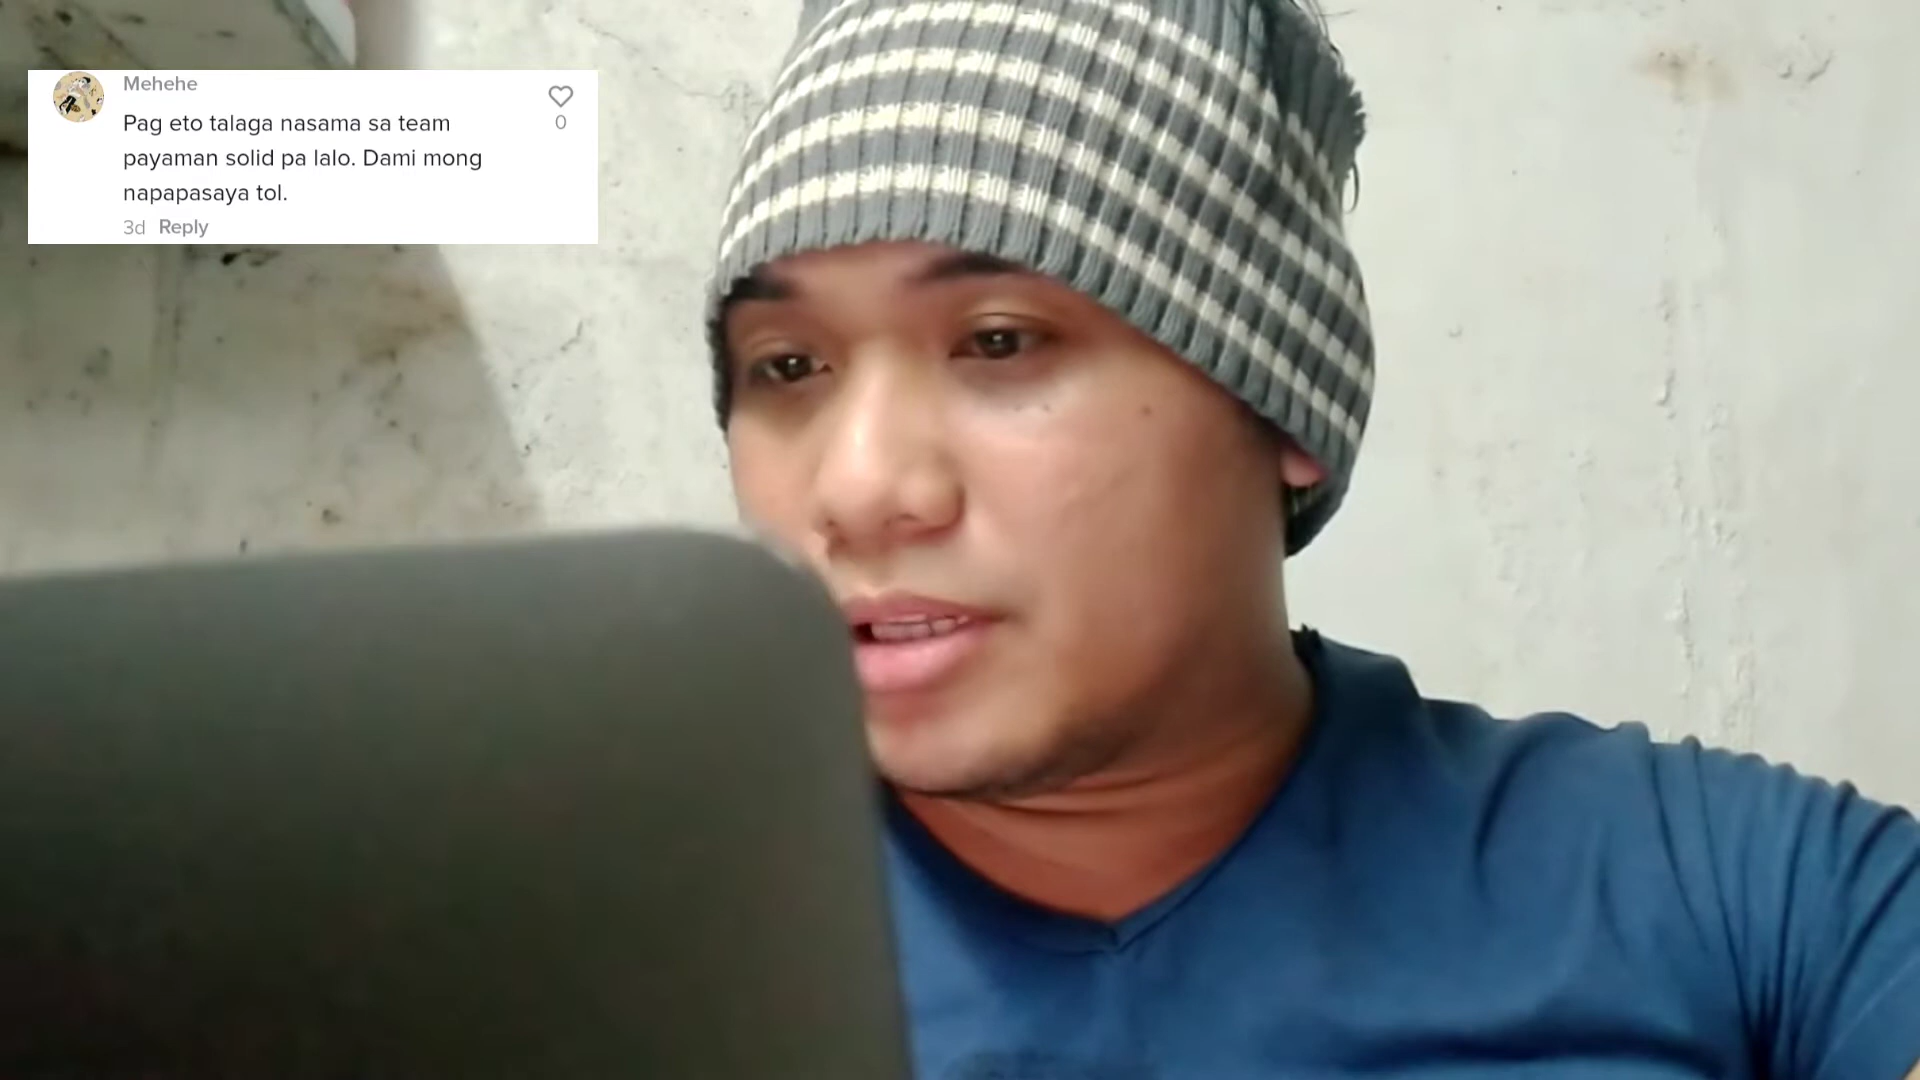 Mehehe
Pag eto talaga nasama sa team
payaman solid pa lalo. Dami mong
napapasaya tol.
0
3d Reply